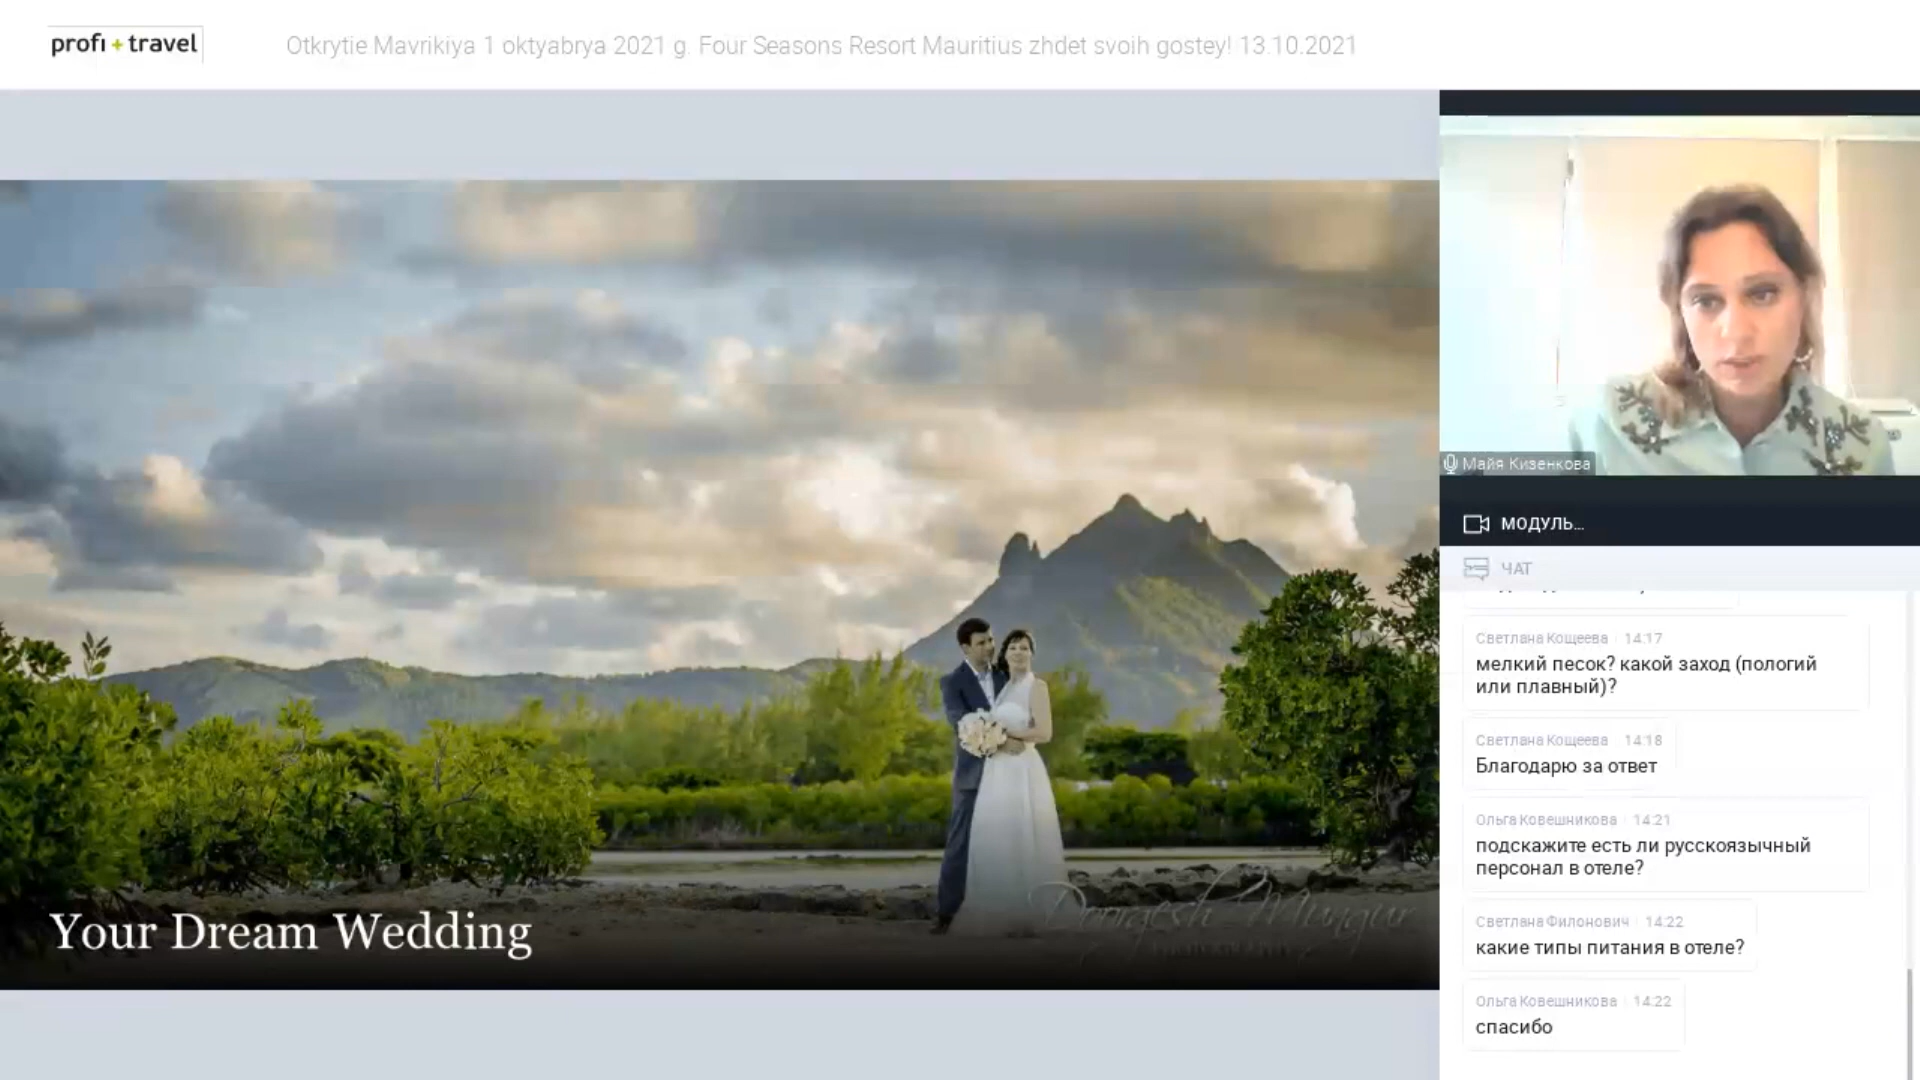 profi + travel
Otkrytie Mavrikiya 1 oktyabrya 2021 g. Four Seasons Resort Mauritius zhdet svoih gostey! 13.10.2021
Майя Кизенкова
МОДУЛЬ...
ЧАТ
Светлана Кощеева 14:17
мелкий песок? какой заход (пологий
или плавный)?
Светлана Кощеева 14:18
Благодарю за ответ
Ольга Ковешникова 14:21
подскажите есть ли русскоязычный
персонал в отеле?
Светлана Филонович 14:22
какие типы питания в отеле?
Ольга Ковешникова 14:22
спасибо
Your Dream Wedding
Doorgesh Mungur